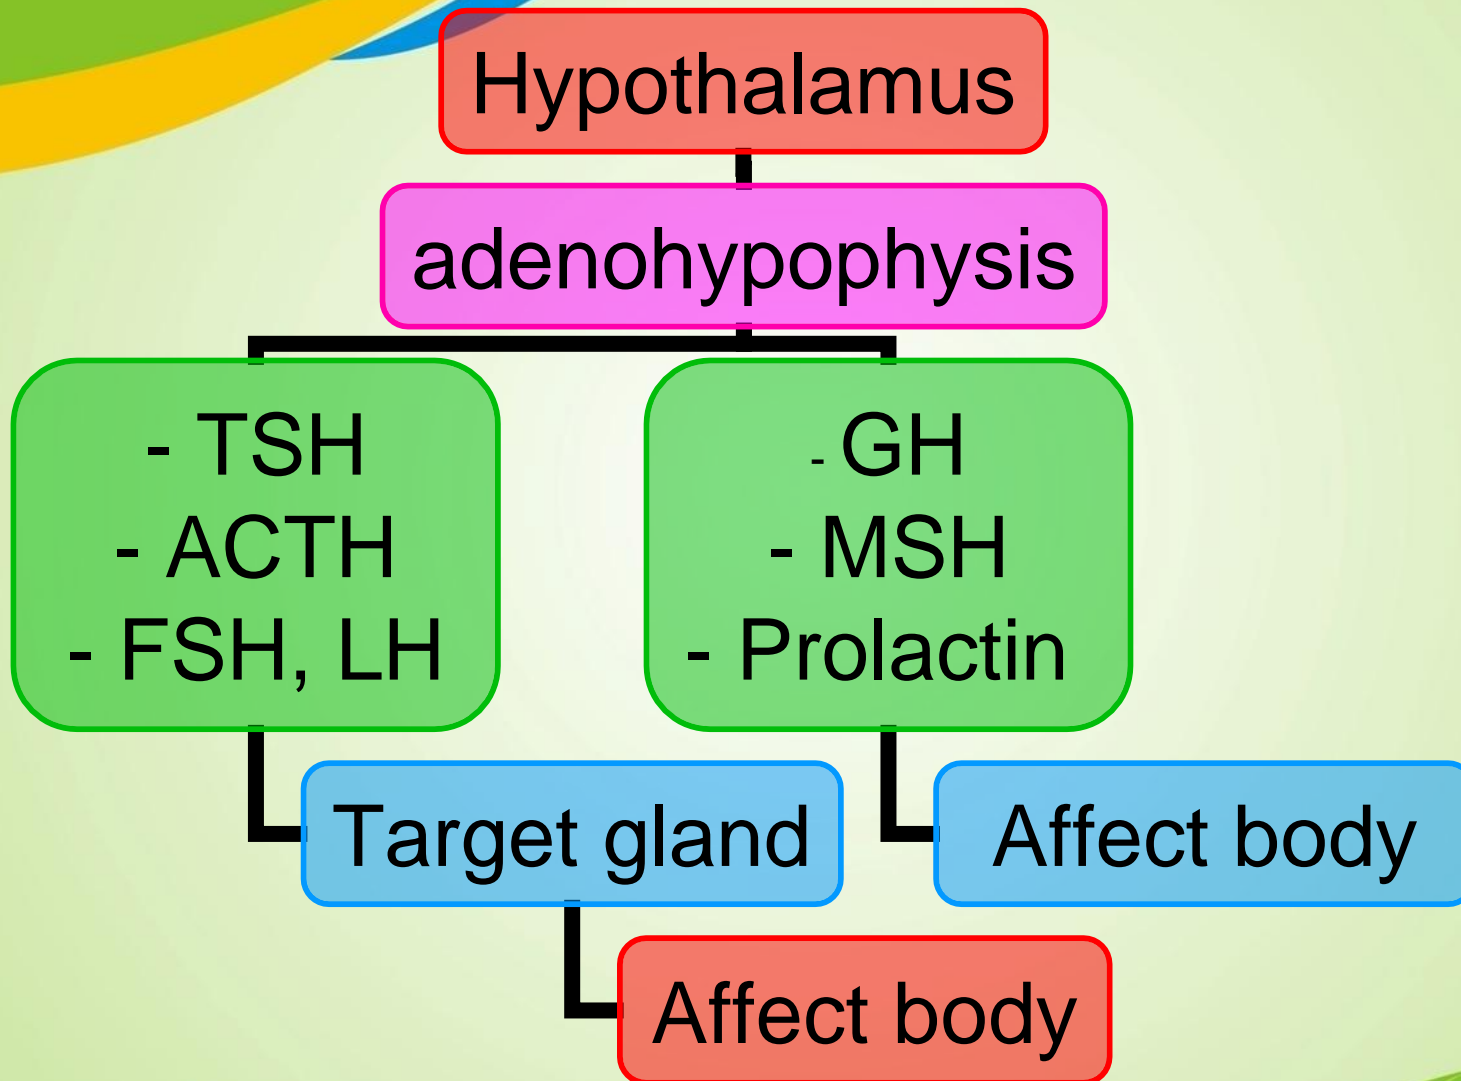 Hypothalamus
adenohypophysis
- TSH
- ACTH
- FSH, LH
- GH
- MSH
- Prolactin
Target gland
Affect body
Affect body